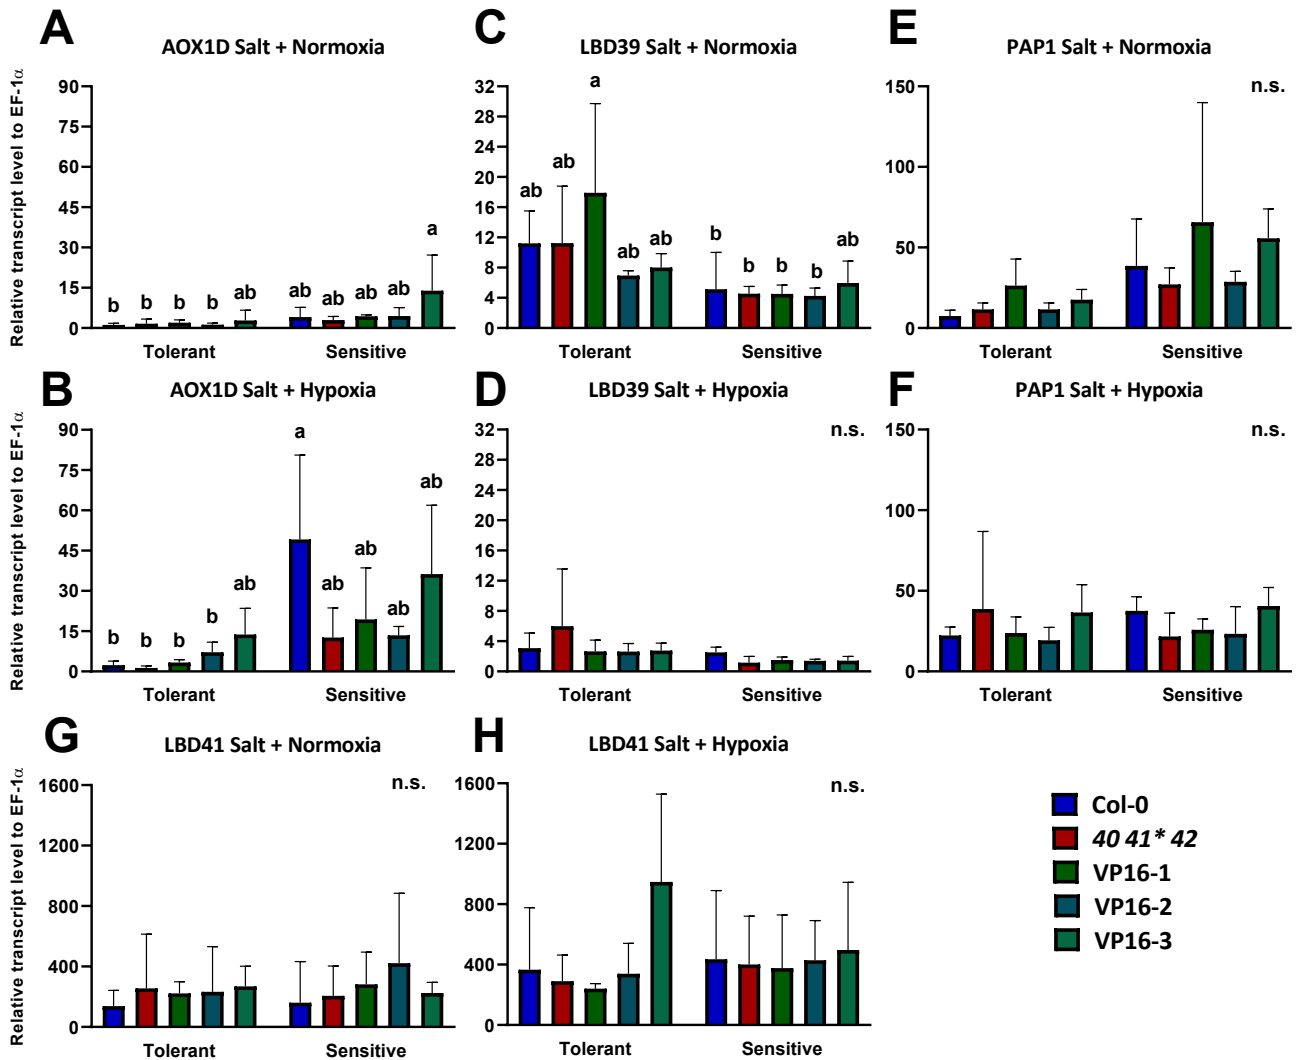 A
AOX1D Salt + Normoxia
Relative transcript level to EF-1α
90
75
60
45
30
15
0
b b b b ab ab ab ab ab a
Tolerant Sensitive
C
LBD39 Salt + Normoxia
32
28
24
20
16
12
8
4
0
ab ab a ab ab b b b b ab
Tolerant Sensitive
E
PAP1 Salt + Normoxia
n.s.
150
100
50
0
Tolerant Sensitive
B
AOX1D Salt + Hypoxia
Relative transcript level to EF-1α
90
75
60
45
30
15
0
b b b b ab a ab ab ab ab
Tolerant Sensitive
D
LBD39 Salt + Hypoxia
n.s.
32
28
24
20
16
12
8
4
0
Tolerant Sensitive
F
PAP1 Salt + Hypoxia
n.s.
150
100
50
0
Tolerant Sensitive
G
LBD41 Salt + Normoxia
Relative transcript level to EF-1α
n.s.
1600
1200
800
400
0
Tolerant Sensitive
H
LBD41 Salt + Hypoxia
n.s.
1600
1200
800
400
0
Tolerant Sensitive
Col-0
40 41* 42
VP16-1
VP16-2
VP16-3